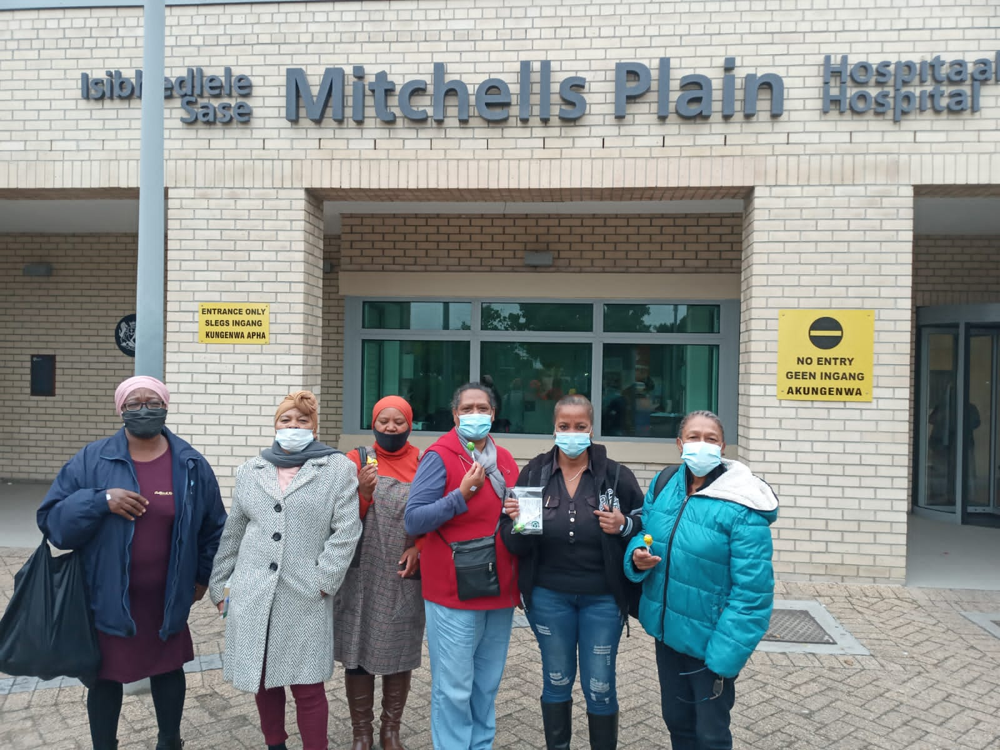 Isibhedlele
Sase
Mitchells Plain
Hospitaal
Hospital
ENTRANCE ONLY
SLEGS INGANG
KUNGENWA APHA
NO ENTRY
GEEN INGANG
- AKUNGENWA -